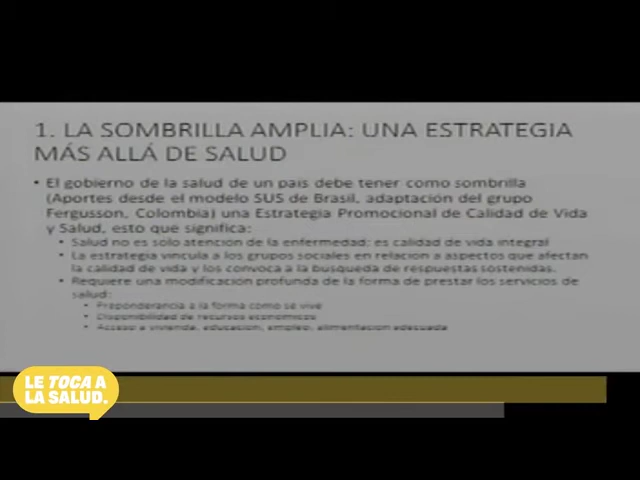 1. LA SOMBRILLA AMPLIA: UNA ESTRATEGIA
MÁS ALLÁ DE SALUD
• El gobierno de la salud de un país debe tener como sombrilla
(Aportes desde el modelo SUS de Brasil, adaptación del grupo
Fergusson, Colombia) una Estrategia Promocional de Calidad de Vida
y Salud, esto que significa:
• Salud no es solo atención de la enfermedad: es calidad de vida integral
• La estrategia vincula a los grupos sociales en relacion a aspectos que afectan
la calidad de vida y los convoca a la busqueda de respuestas sostenidas.
• Requiere una modificación profunda de la forma de prestar los servicios de
salud:
• Preponderancia a la forma como se vive
• Disponibilidad de recursos económicos
• Acceso a vivienda, educación, empleo, alimentación adecuada
LE TOCA A
LA SALUD.